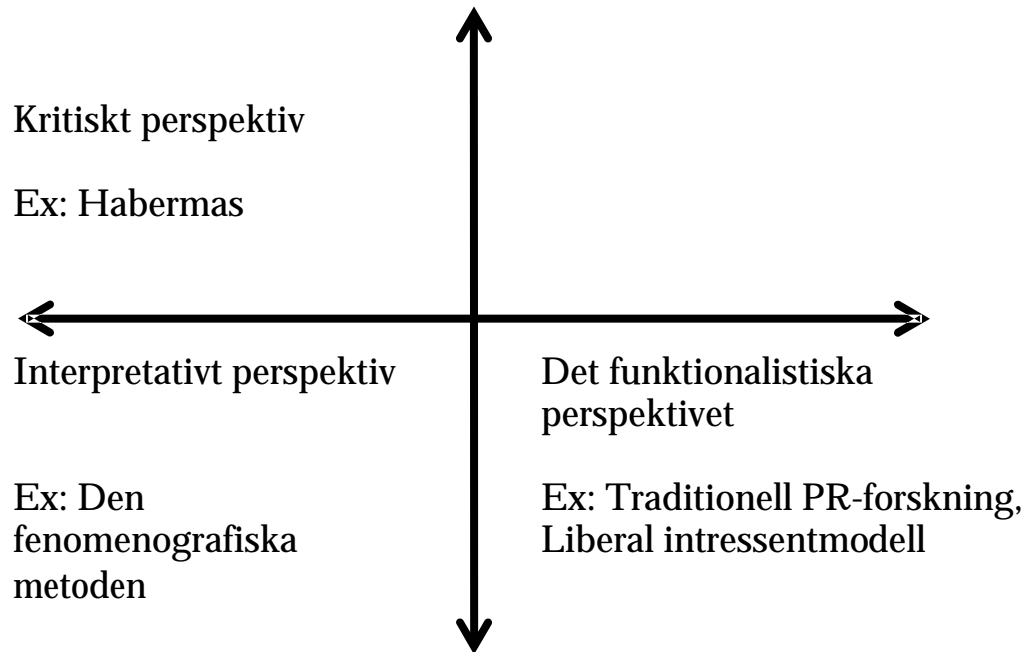 Kritiskt perspektiv
Ex: Habermas
Interpretativt perspektiv
Ex: Den
fenomenografiska
metoden
Det funktionalistiska
perspektivet
Ex: Traditionell PR-forskning,
Liberal intressentmodell